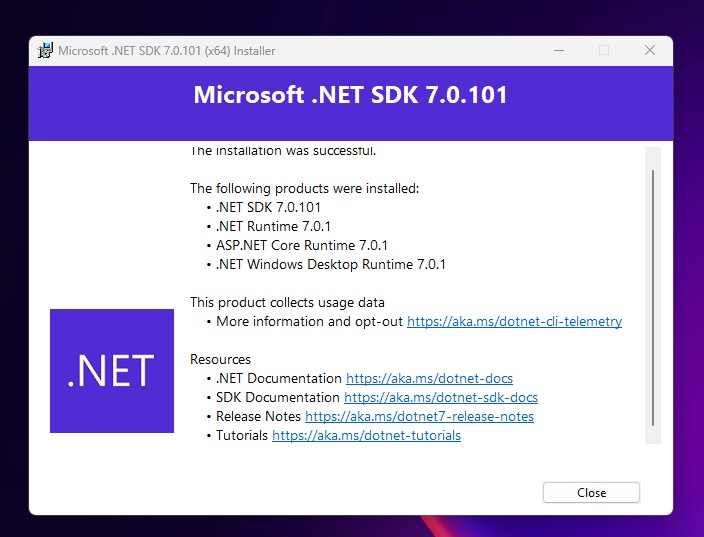 Microsoft .NET SDK 7.0.101 (x64) Installer
Microsoft .NET SDK 7.0.101
The installation was successful.
The following products were installed:
• .NET SDK 7.0.101
• .NET Runtime 7.0.1
• ASP.NET Core Runtime 7.0.1
• .NET Windows Desktop Runtime 7.0.1
This product collects usage data
• More information and opt-out https://aka.ms/dotnet-cli-telemetry
.NET
Resources
• .NET Documentation https://aka.ms/dotnet-docs
• SDK Documentation https://aka.ms/dotnet-sdk-docs
• Release Notes https://aka.ms/dotnet7-release-notes
• Tutorials https://aka.ms/dotnet-tutorials
Close